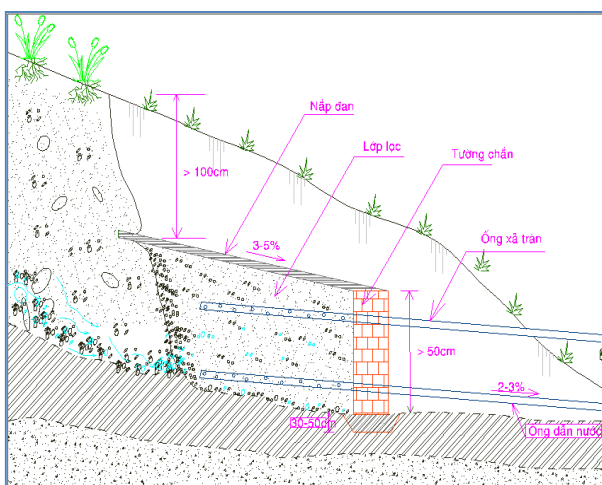 Nắp đan
Lớp lọc
Tường chắn
> 100cm
Ống xả tràn
3-5%
> 50cm
2-3%
30-50cm
Ống dẫn nước